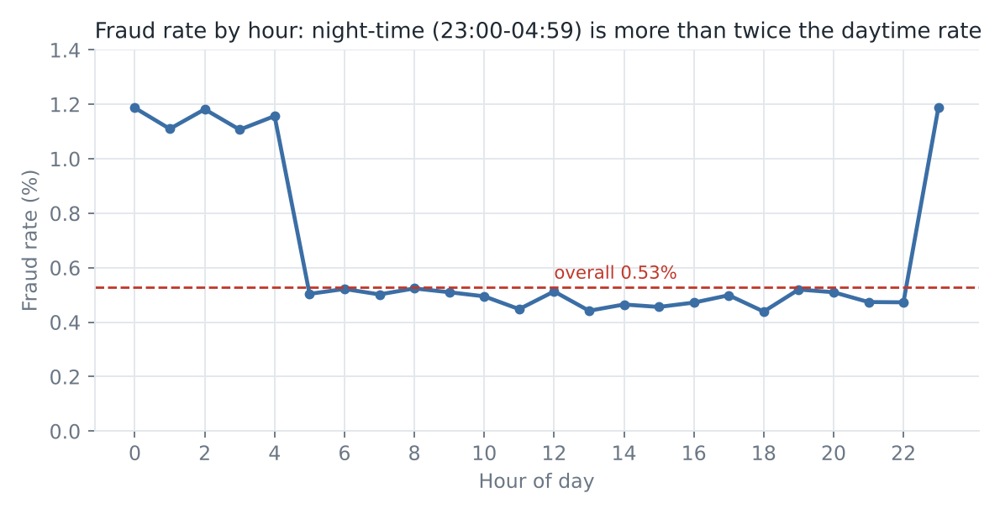 Fraud rate by hour: night-time (23:00-04:59) is more than twice the daytime rate
Fraud rate (%)
1.4
1.2
1.0
0.8
0.6
0.4
0.2
0.0
overall 0.53%
0 2 4 6 8 10 12 14 16 18 20 22
Hour of day